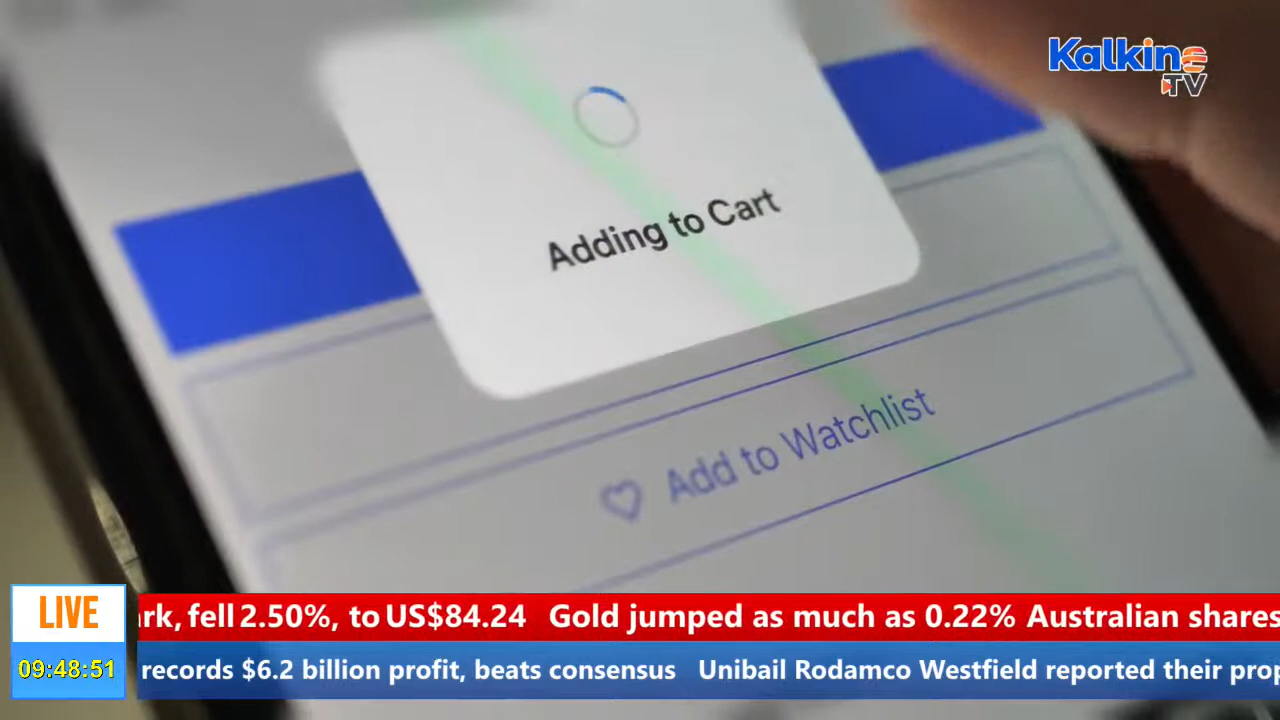 Kalkine
TV
Adding to Cart
Add to Watchlist
LIVE
fell 2.50%, to US$84.24 Gold jumped as much as 0.22% Australian shares
09:48:51
records $6.2 billion profit, beats consensus Unibail Rodamco Westfield reported their